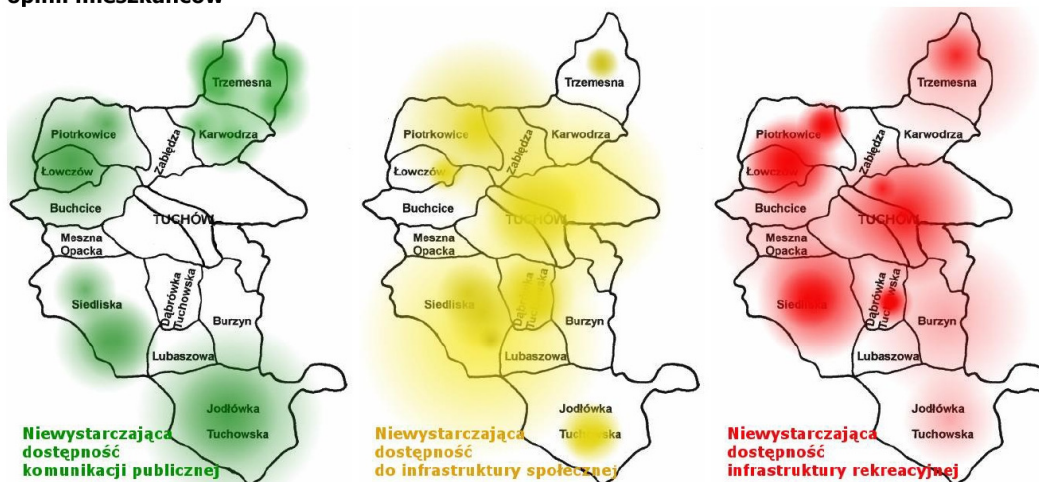 opinii mieszkańców
Trzemesna
Piotrkowice
Karwodrza
Zabłędza
Łowczów
Buchcice
TUCHÓW
Meszna
Opacka
Siedliska
Dąbrówka
Tuchowska
Burzyn
Lubaszowa
Jodłówka
Tuchowska
Niewystarczająca
dostępność
komunikacji publicznej
Trzemesna
Piotrkowice
Karwodrza
Zabłędza
Łowczów
Buchcice
TUCHÓW
Meszna
Opacka
Siedliska
Dąbrówka
Tuchowska
Burzyn
Lubaszowa
Jodłówka
Tuchowska
Niewystarczająca
dostępność
do infrastruktury społecznej
Trzemesna
Piotrkowice
Karwodrza
Zabłędza
Łowczów
Buchcice
TUCHÓW
Meszna
Opacka
Siedliska
Dąbrówka
Tuchowska
Burzyn
Lubaszowa
Jodłówka
Tuchowska
Niewystarczająca
dostępność
infrastruktury rekreacyjnej